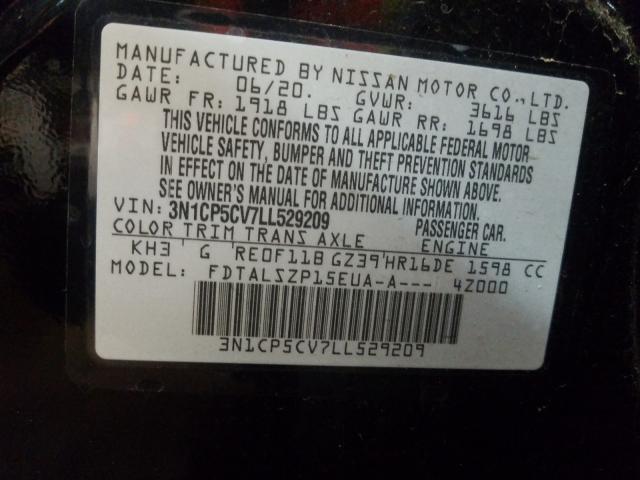 MANUFACTURED BY NISSAN MOTOR CO., LTD.
DATE: 06/20. GVWR: 3616 LBS
GAWR FR: 1918 LBS GAWR RR: 1698 LBS
THIS VEHICLE CONFORMS TO ALL APPLICABLE FEDERAL MOTOR
VEHICLE SAFETY, BUMPER AND THEFT PREVENTION STANDARDS
IN EFFECT ON THE DATE OF MANUFACTURE SHOWN ABOVE.
SEE OWNER'S MANUAL FOR ADDITIONAL INFORMATION.
VIN: 3N1CP5CV7LL529209 PASSENGER CAR.
COLOR TRIM TRANS AXLE ENGINE
KH3 G RE0F11B GZ39 HR16DE 1598 CC
MODEL: FDTALSZP15EUA-A--- 4Z000
3N1CP5CV7LL529209